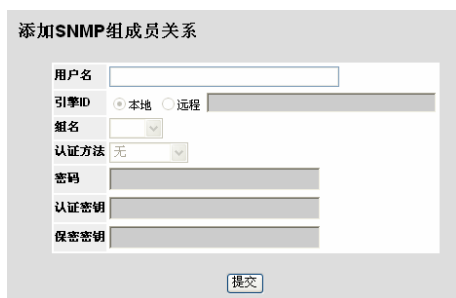 添加SNMP组成员关系
用户名
引擎ID 本地 远程
组名
认证方法 无
密码
认证密钥
保密密钥
提交